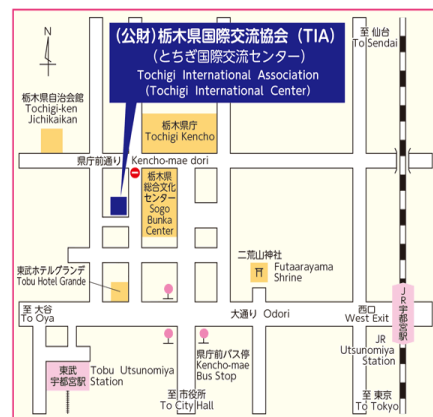 (公財)栃木県国際交流協会 (TIA)
(とちぎ国際交流センター)
Tochigi International Association
(Tochigi International Center)
N
至 仙台
To Sendai
栃木県自治会館
Tochigi-ken
Jichikaikan
栃木県庁
Tochigi Kencho
県庁前通り Kencho-mae dori
栃木県
総合文化
センター
Sogo
Bunka
Center
東武ホテルグランデ
Tobu Hotel Grande
二荒山神社
Futaarayama
Shrine
至 大谷
To Oya
大通り Odori
西口
West Exit
JR宇都宮駅
JR
Utsunomiya
Station
東武
宇都宮駅
Tobu Utsunomiya
Station
県庁前バス停
Kencho-mae
Bus Stop
至 市役所
To City Hall
至 東京
To Tokyo